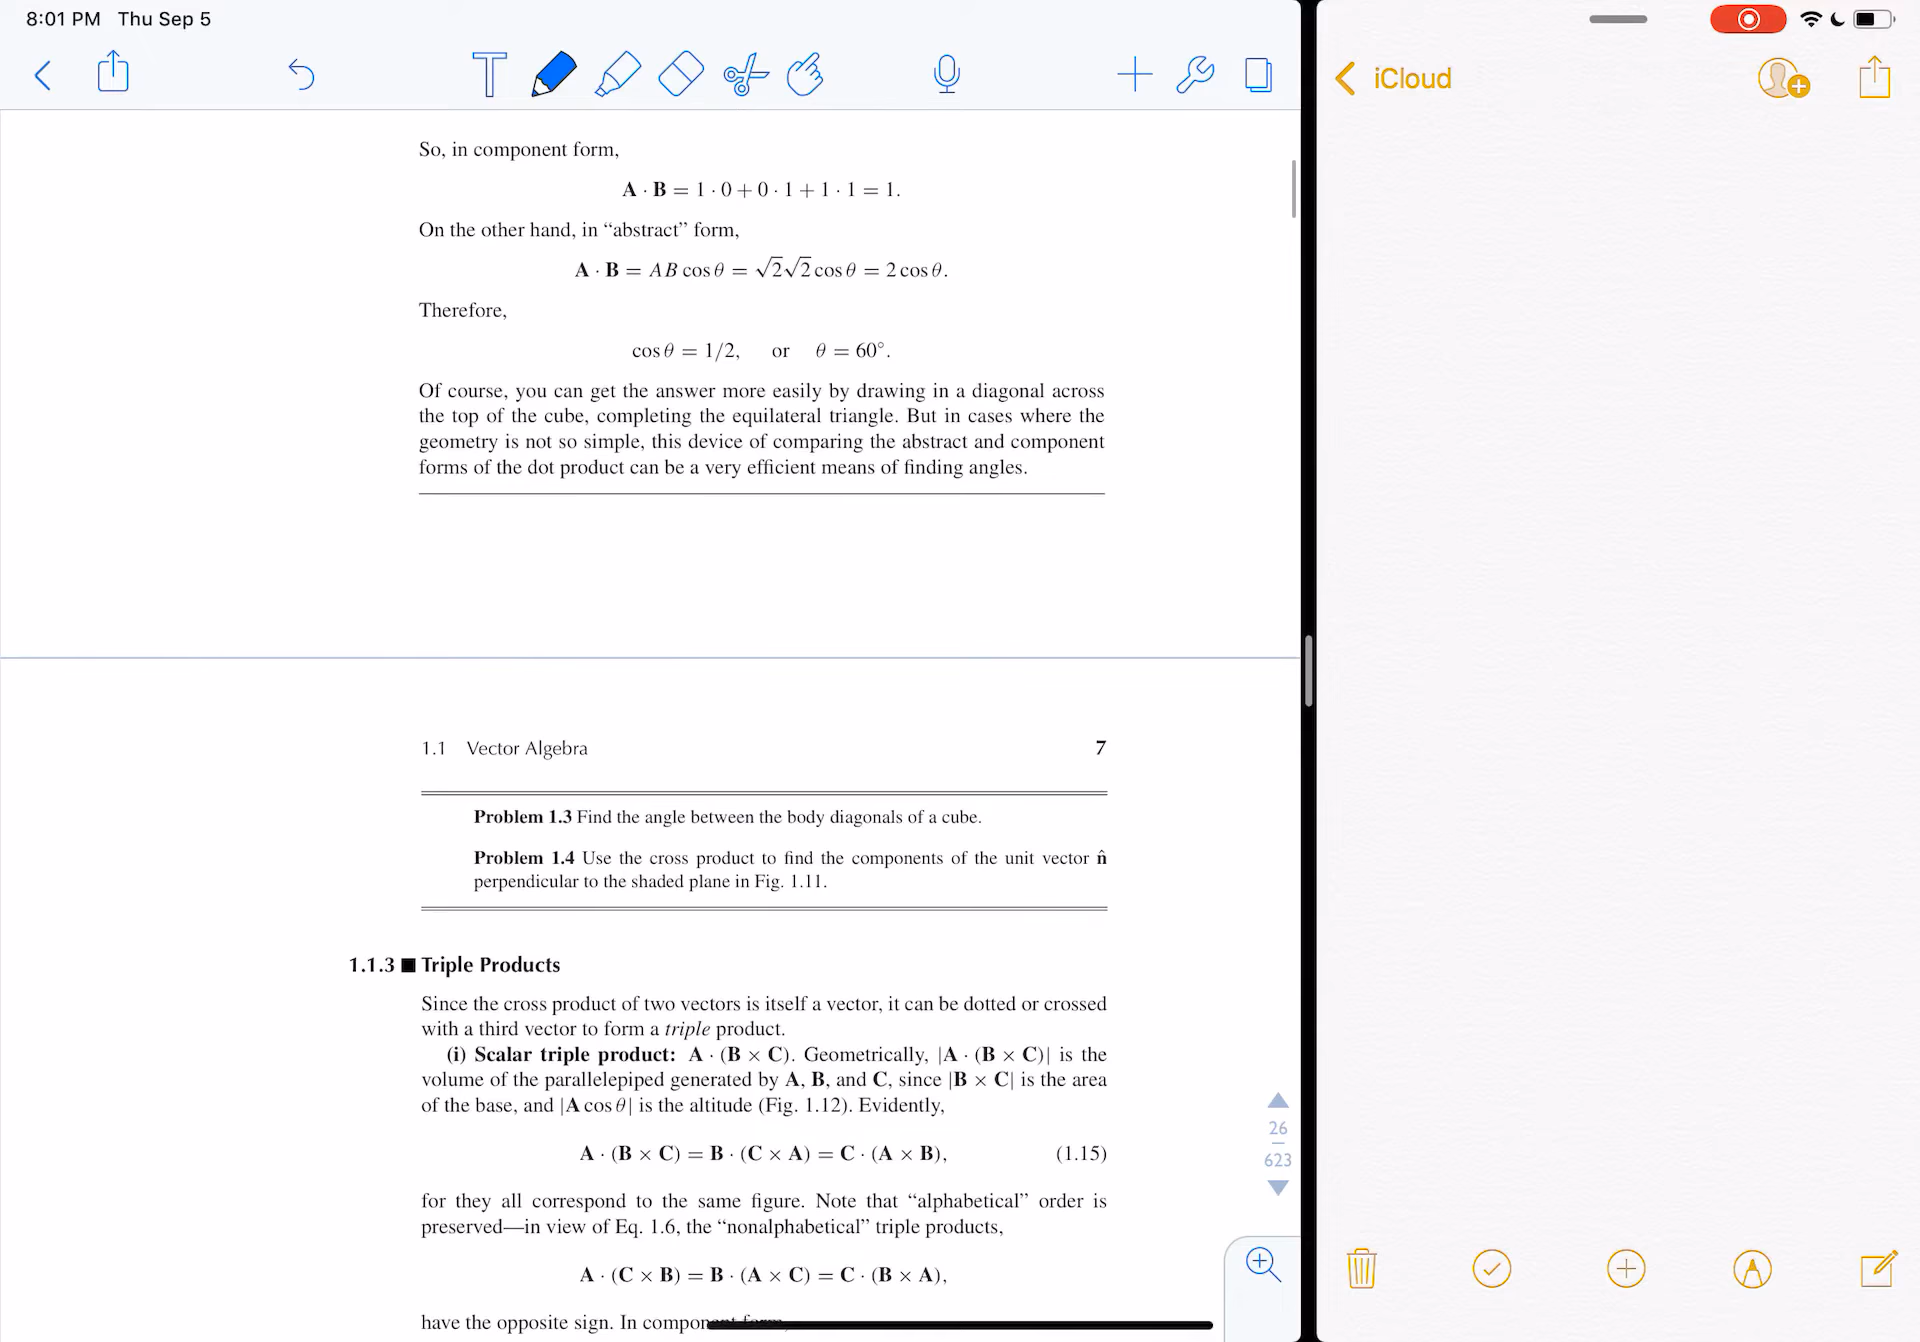 8:01 PM Thu Sep 5
iCloud
So, in component form,
A · B = 1 · 0 + 0 · 1 + 1 · 1 = 1.
On the other hand, in “abstract” form,
A · B = AB cos θ = √2√2 cos θ = 2 cos θ.
Therefore,
cos θ = 1/2, or θ = 60°.
Of course, you can get the answer more easily by drawing in a diagonal across
the top of the cube, completing the equilateral triangle. But in cases where the
geometry is not so simple, this device of comparing the abstract and component
forms of the dot product can be a very efficient means of finding angles.
1.1 Vector Algebra 7
Problem 1.3 Find the angle between the body diagonals of a cube.
Problem 1.4 Use the cross product to find the components of the unit vector n̂
perpendicular to the shaded plane in Fig. 1.11.
1.1.3 ■ Triple Products
Since the cross product of two vectors is itself a vector, it can be dotted or crossed
with a third vector to form a triple product.
(i) Scalar triple product: A · (B × C). Geometrically, |A · (B × C)| is the
volume of the parallelepiped generated by A, B, and C, since |B × C| is the area
of the base, and |A cos θ| is the altitude (Fig. 1.12). Evidently,
A · (B × C) = B · (C × A) = C · (A × B), (1.15)
for they all correspond to the same figure. Note that “alphabetical” order is
preserved—in view of Eq. 1.6, the “nonalphabetical” triple products,
A · (C × B) = B · (A × C) = C · (B × A),
have the opposite sign. In component form,
26
623